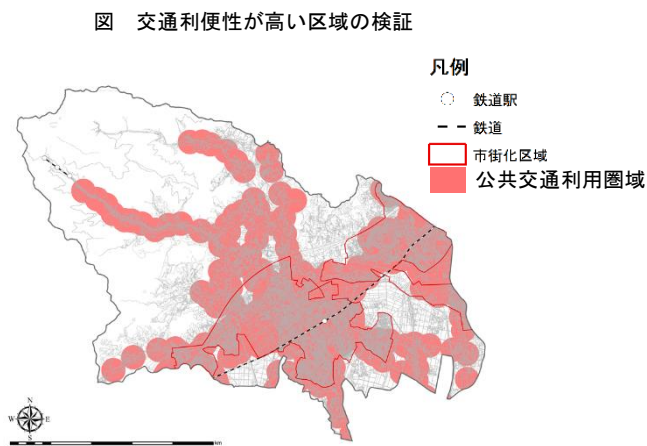 図 交通利便性が高い区域の検証
凡例
鉄道駅
鉄道
市街化区域
公共交通利用圏域
N
W E
S
km